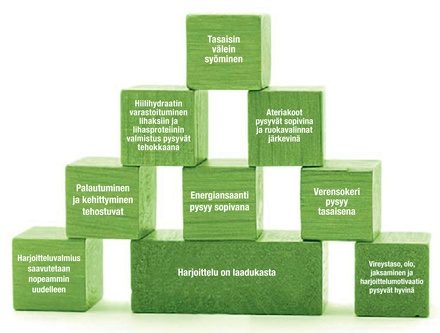 Tasaisin
välein
syöminen
Hiilihydraatin
varastoituminen
lihaksiin ja
lihasproteiinin
valmistus pysyvät
tehokkaana
Ateriakoot
pysyvät sopivina
ja ruokavalinnat
järkevinä
Palautuminen
ja kehittyminen
tehostuvat
Energiansaanti
pysyy sopivana
Verensokeri
pysyy
tasaisena
Harjoitteluvalmius
saavutetaan
nopeammin
uudelleen
Harjoittelu on laadukasta
Vireystaso, olo,
jaksaminen ja
harjoittelumotivaatio
pysyvät hyvinä